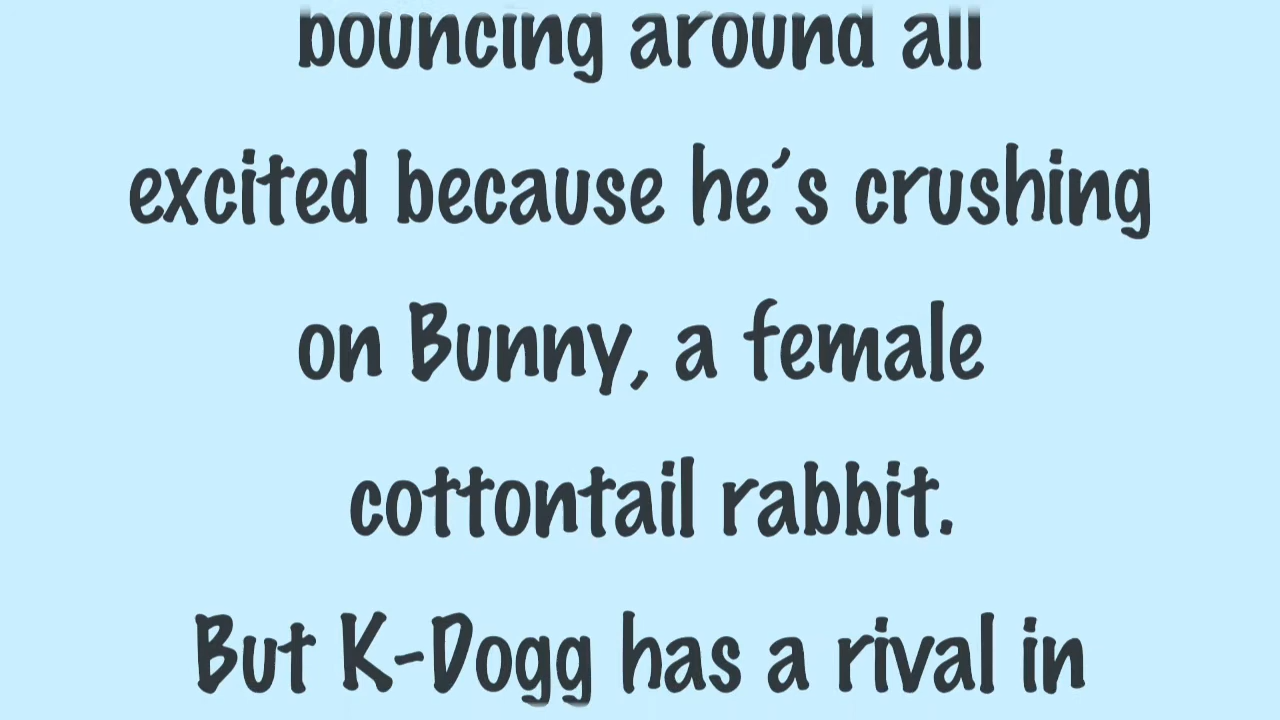 bouncing around all
excited because he's crushing
on Bunny, a female
cottontail rabbit.
But K-Dogg has a rival in